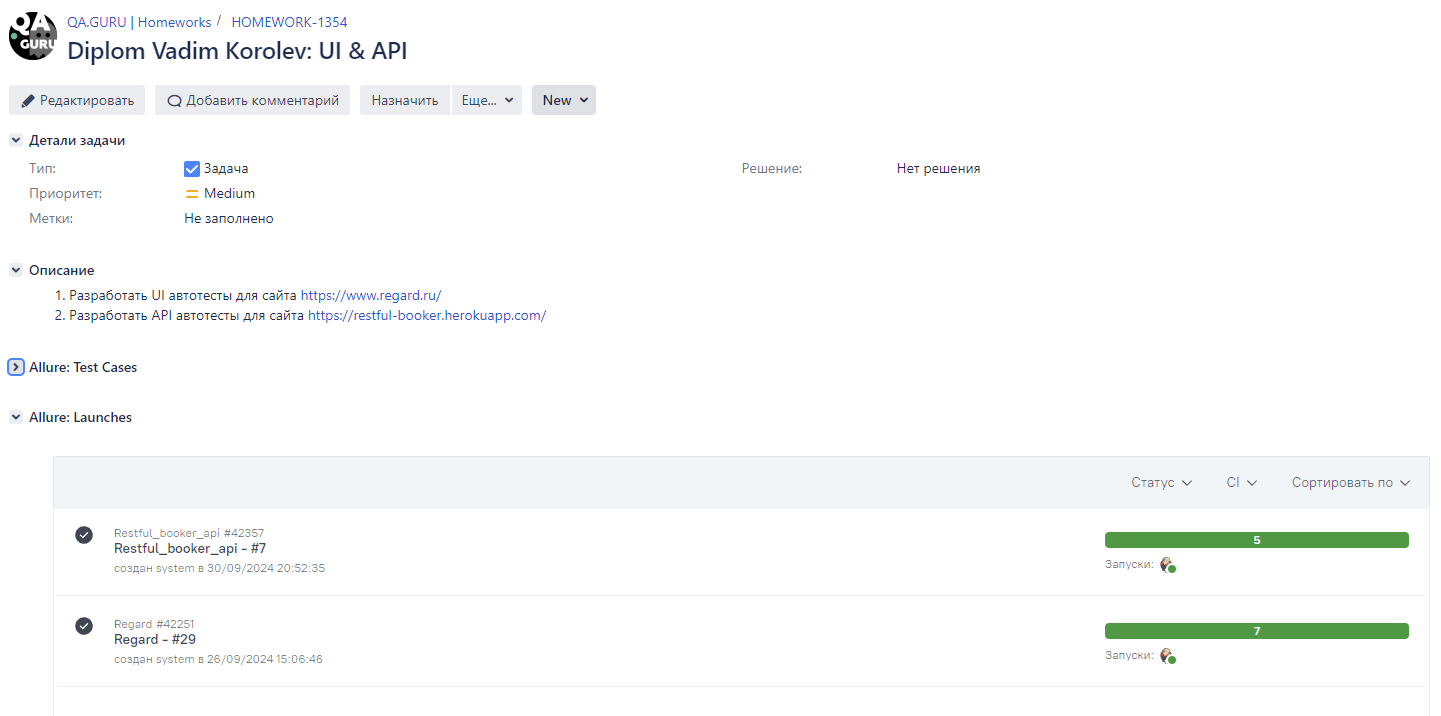 QA
GURU
QA.GURU | Homeworks / HOMEWORK-1354
Diplom Vadim Korolev: UI & API
Редактировать Добавить комментарий Назначить Еще... New
Детали задачи
Тип: Задача Решение: Нет решения
Приоритет: Medium
Метки: Не заполнено
Описание
1. Разработать UI автотесты для сайта https://www.regard.ru/
2. Разработать API автотесты для сайта https://restful-booker.herokuapp.com/
Allure: Test Cases
Allure: Launches
Статус CI Сортировать по
Restful_booker_api #42357
Restful_booker_api - #7 5
создан system в 30/09/2024 20:52:35 Запуски:
Regard #42251
Regard - #29 7
создан system в 26/09/2024 15:06:46 Запуски: